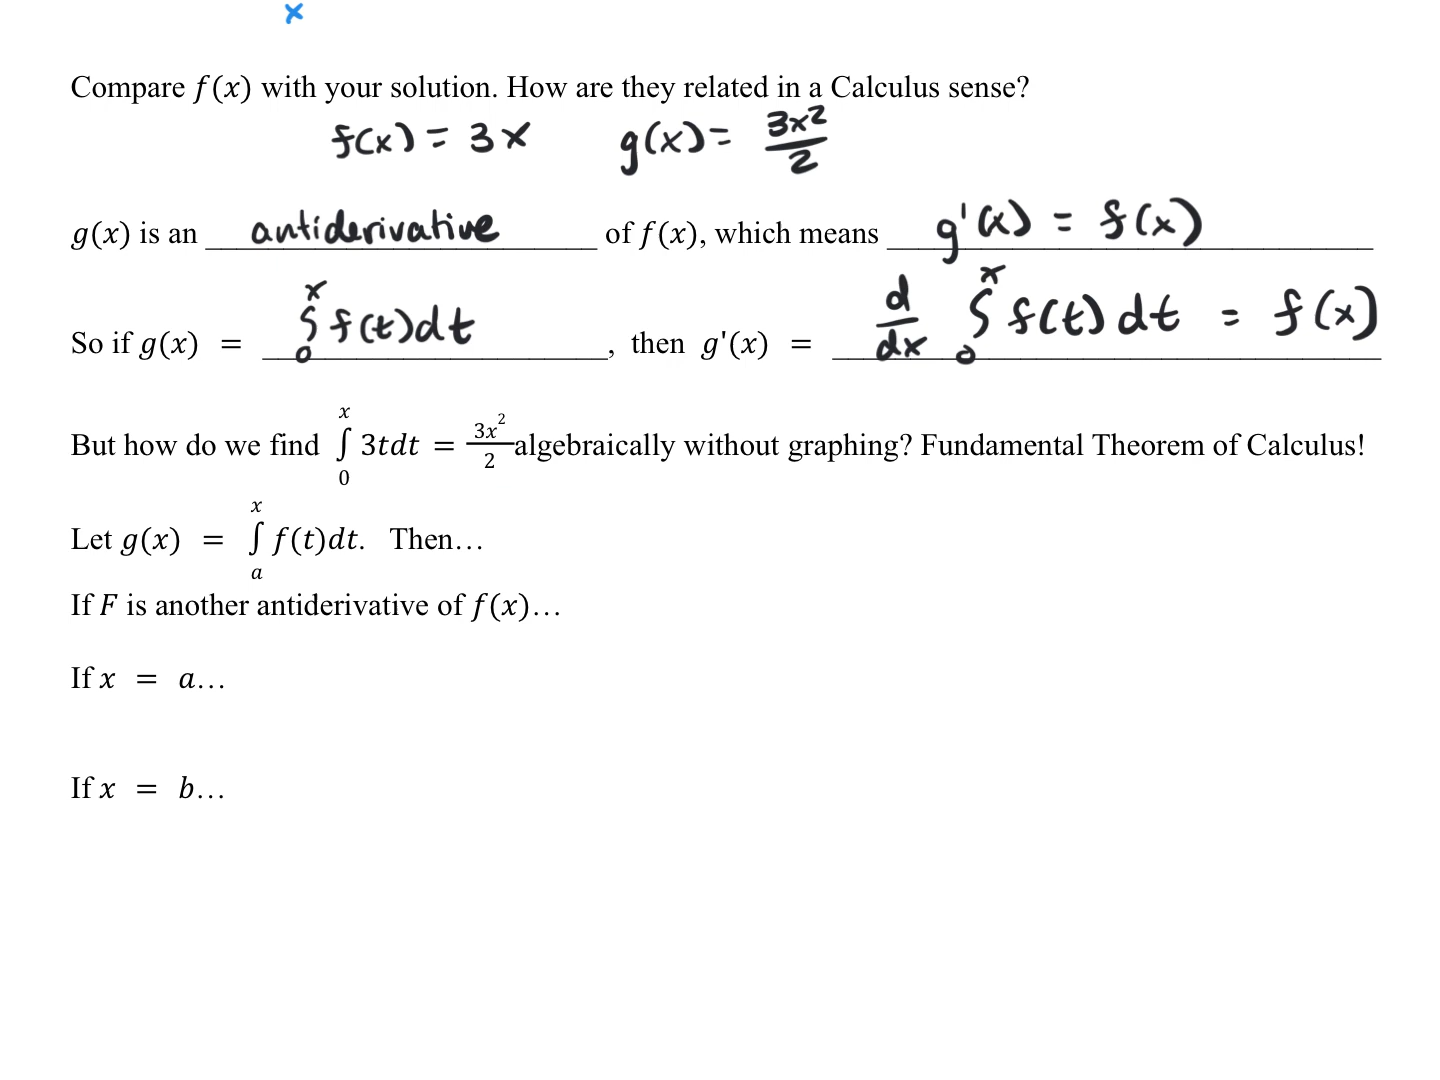 x
Compare f(x) with your solution. How are they related in a Calculus sense?
f(x) = 3x g(x) = 3x²/2
g(x) is an antiderivative of f(x), which means g'(x) = f(x)
So if g(x) = ∫₀ˣ f(t)dt, then g'(x) = d/dx ∫₀ˣ f(t)dt = f(x)
But how do we find ∫₀ˣ 3tdt = 3x²/2 algebraically without graphing? Fundamental Theorem of Calculus!
Let g(x) = ∫ₐˣ f(t)dt. Then…
If F is another antiderivative of f(x)…
If x = a…
If x = b…